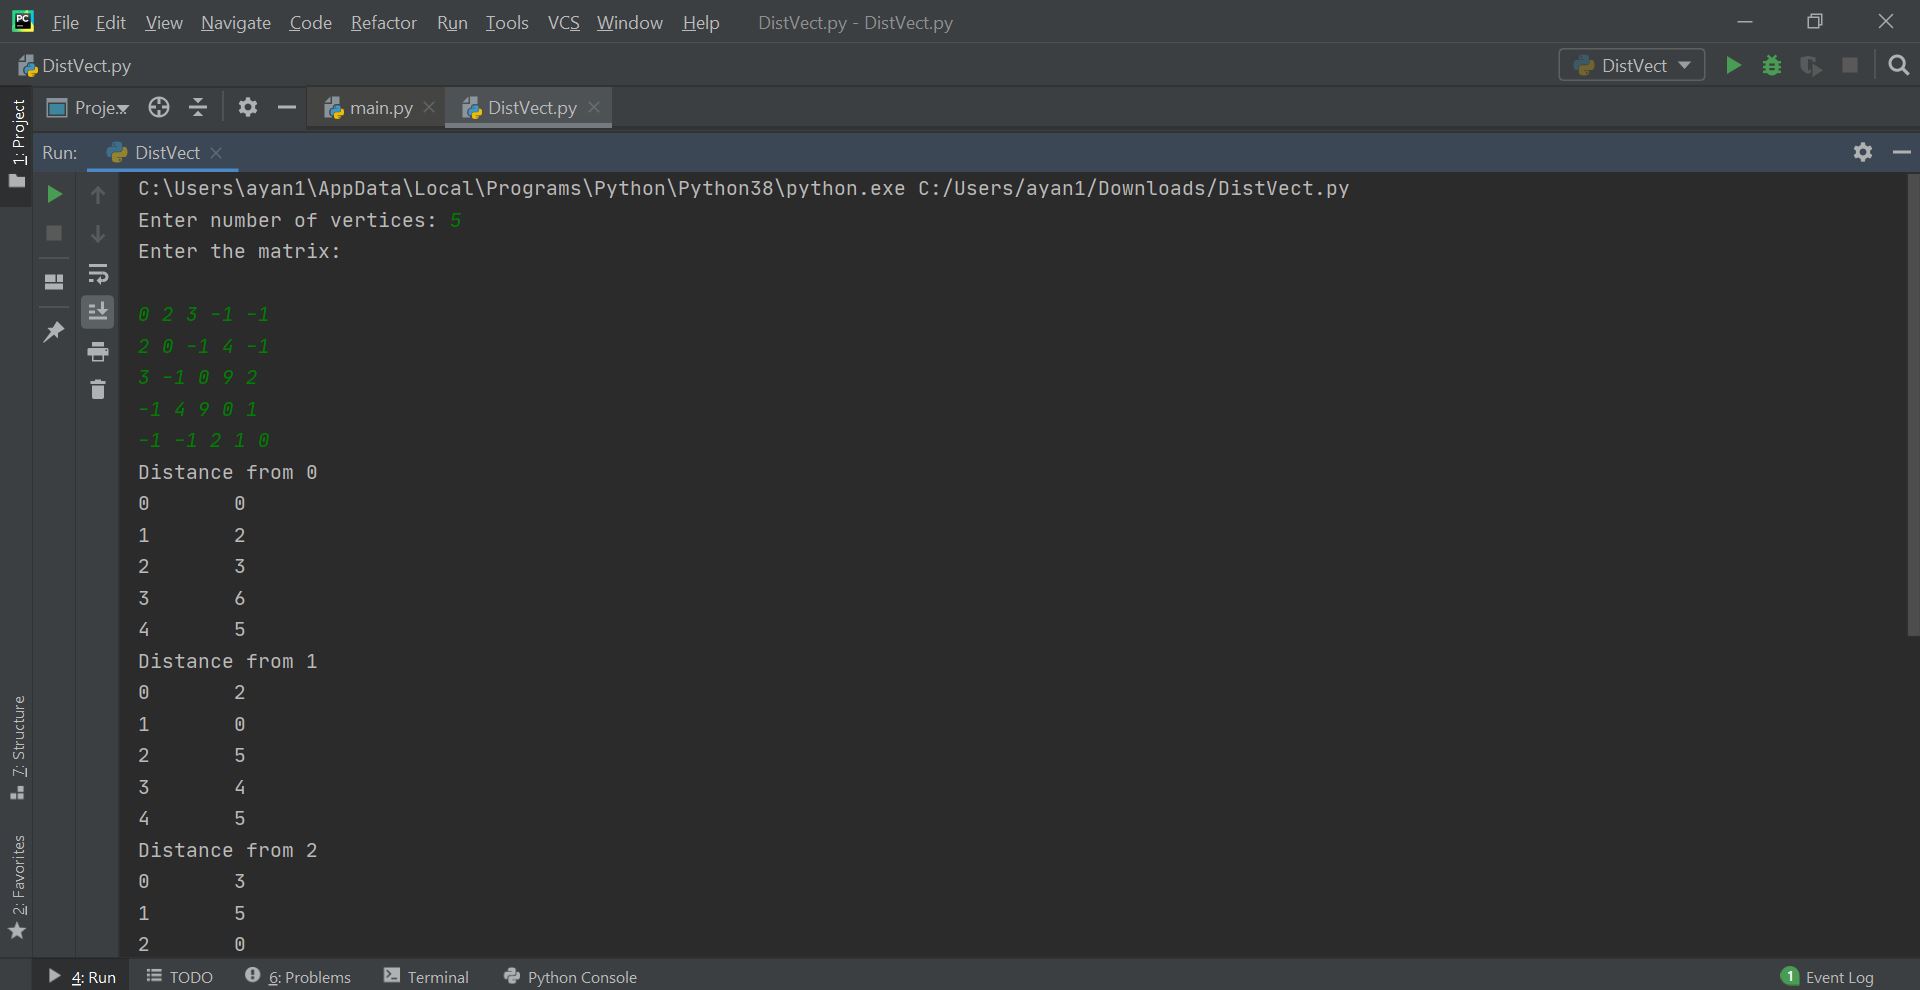 PC File Edit View Navigate Code Refactor Run Tools VCS Window Help DistVect.py - DistVect.py
DistVect.py DistVect
1: Project Proje... main.py DistVect.py
Run: DistVect
C:\Users\ayan1\AppData\Local\Programs\Python\Python38\python.exe C:/Users/ayan1/Downloads/DistVect.py
Enter number of vertices: 5
Enter the matrix:
0 2 3 -1 -1
2 0 -1 4 -1
3 -1 0 9 2
-1 4 9 0 1
-1 -1 2 1 0
Distance from 0
0 0
1 2
2 3
3 6
4 5
Distance from 1
0 2
1 0
2 5
3 4
4 5
Distance from 2
0 3
1 5
2 0
7: Structure
2: Favorites
4: Run TODO 6: Problems Terminal Python Console 1 Event Log